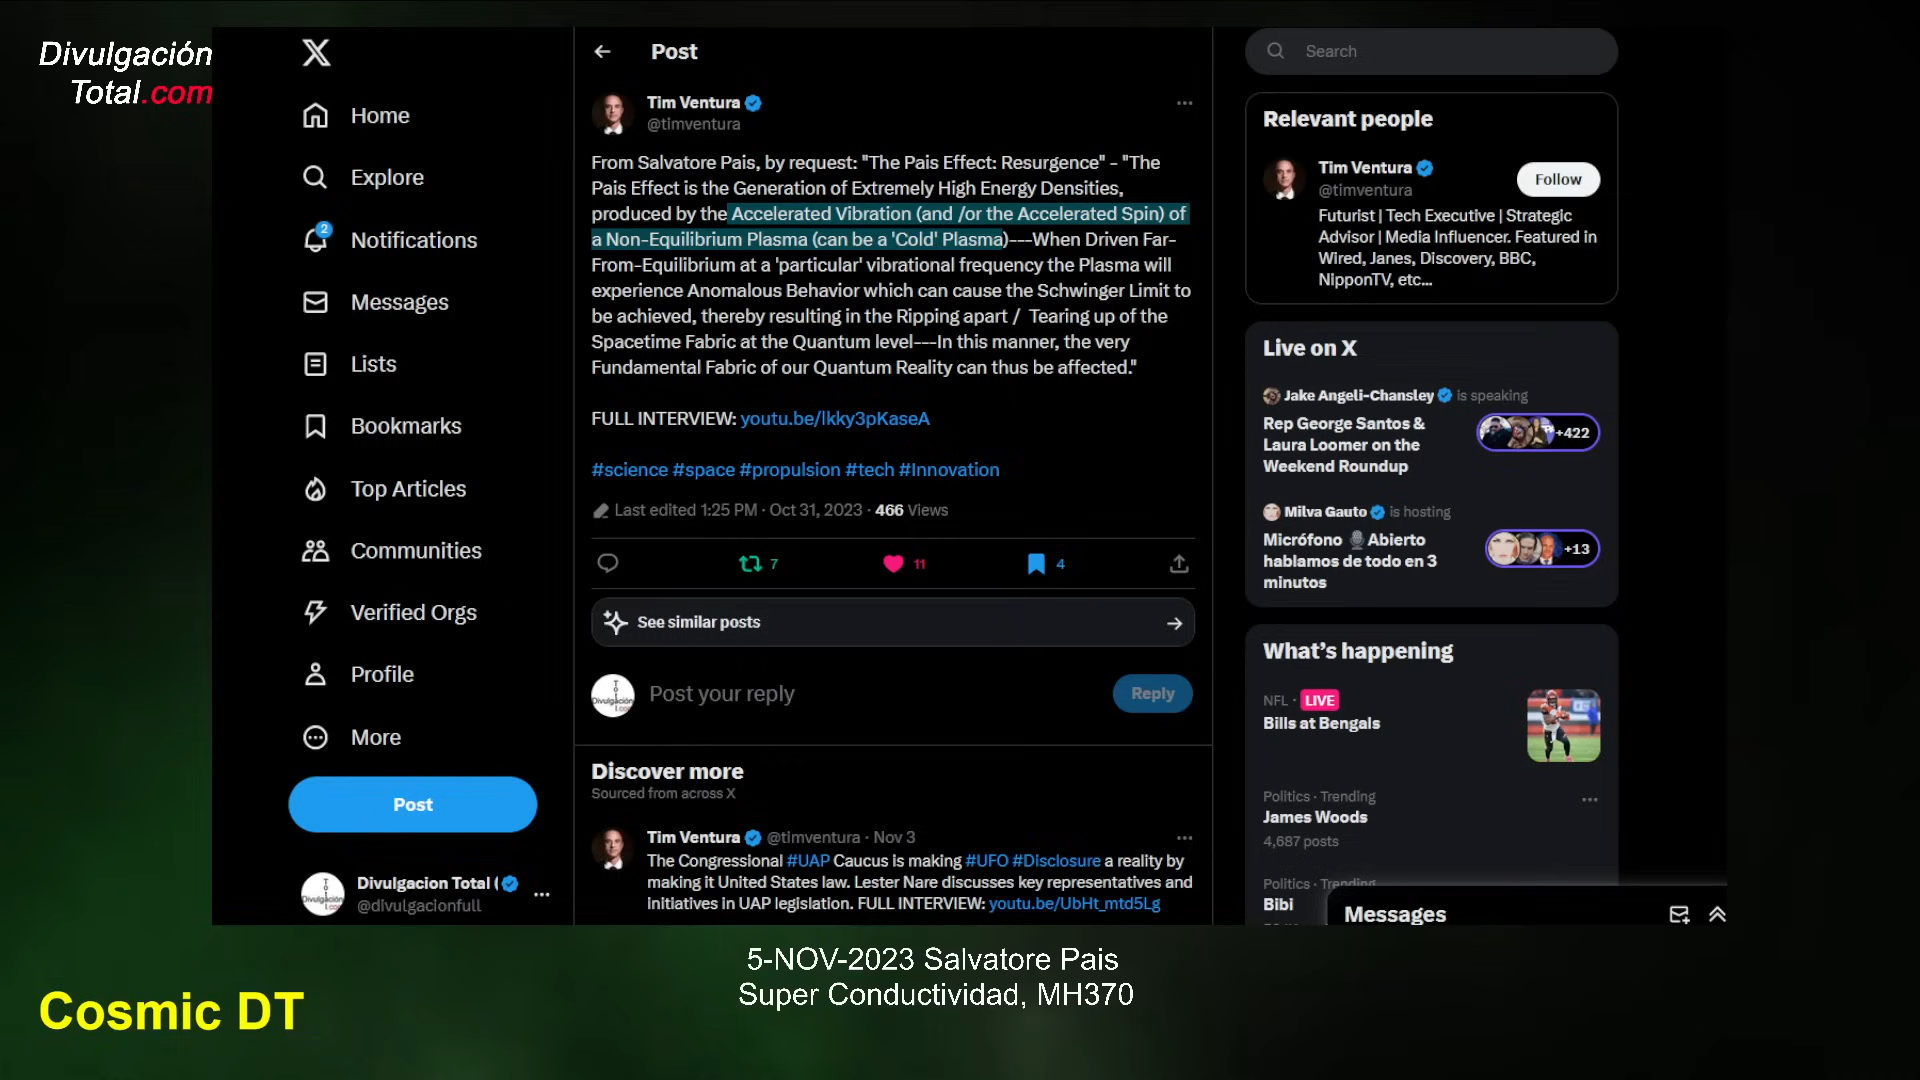 Divulgación
Total.com
Home
Explore
2
Notifications
Messages
Lists
Bookmarks
Top Articles
Communities
Verified Orgs
Profile
More
Post
Divulgacion Total (
@divulgacionfull
Post
Tim Ventura
@timventura
From Salvatore Pais, by request: "The Pais Effect: Resurgence" - "The
Pais Effect is the Generation of Extremely High Energy Densities,
produced by the Accelerated Vibration (and /or the Accelerated Spin) of
a Non-Equilibrium Plasma (can be a 'Cold' Plasma)---When Driven Far-
From-Equilibrium at a 'particular' vibrational frequency the Plasma will
experience Anomalous Behavior which can cause the Schwinger Limit to
be achieved, thereby resulting in the Ripping apart / Tearing up of the
Spacetime Fabric at the Quantum level---In this manner, the very
Fundamental Fabric of our Quantum Reality can thus be affected."
FULL INTERVIEW: youtu.be/lkky3pKaseA
#science #space #propulsion #tech #Innovation
Last edited 1:25 PM · Oct 31, 2023 · 466 Views
7
11
4
See similar posts
Post your reply
Reply
Discover more
Sourced from across X
Tim Ventura @timventura · Nov 3
The Congressional #UAP Caucus is making #UFO #Disclosure a reality by
making it United States law. Lester Nare discusses key representatives and
initiatives in UAP legislation. FULL INTERVIEW: youtu.be/UbHt_mtd5Lg
Search
Relevant people
Tim Ventura
@timventura
Follow
Futurist | Tech Executive | Strategic
Advisor | Media Influencer. Featured in
Wired, Janes, Discovery, BBC,
NipponTV, etc...
Live on X
Jake Angeli-Chansley is speaking
Rep George Santos &
Laura Loomer on the
Weekend Roundup
+422
Milva Gauto is hosting
Micrófono Abierto
hablamos de todo en 3
minutos
+13
What's happening
NFL · LIVE
Bills at Bengals
Politics · Trending
James Woods
4,687 posts
Politics · Trending
Bibi
Messages
5-NOV-2023 Salvatore Pais
Super Conductividad, MH370
Cosmic DT